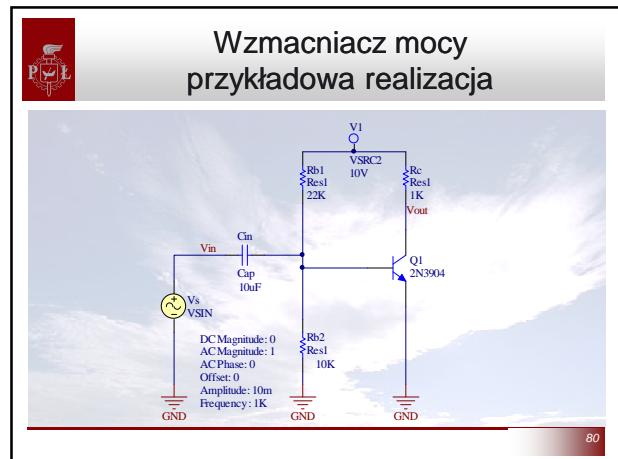 Wzmacniacz mocy
przykładowa realizacja
P Ł
V1
VSRC2
10V
Rb1
Res1
22K
Rc
Res1
1K
Vout
Cin
Vin
Cap
10uF
Q1
2N3904
Vs
VSIN
Rb2
Res1
10K
DC Magnitude: 0
AC Magnitude: 1
AC Phase: 0
Offset: 0
Amplitude: 10m
Frequency: 1K
GND
GND
GND
80